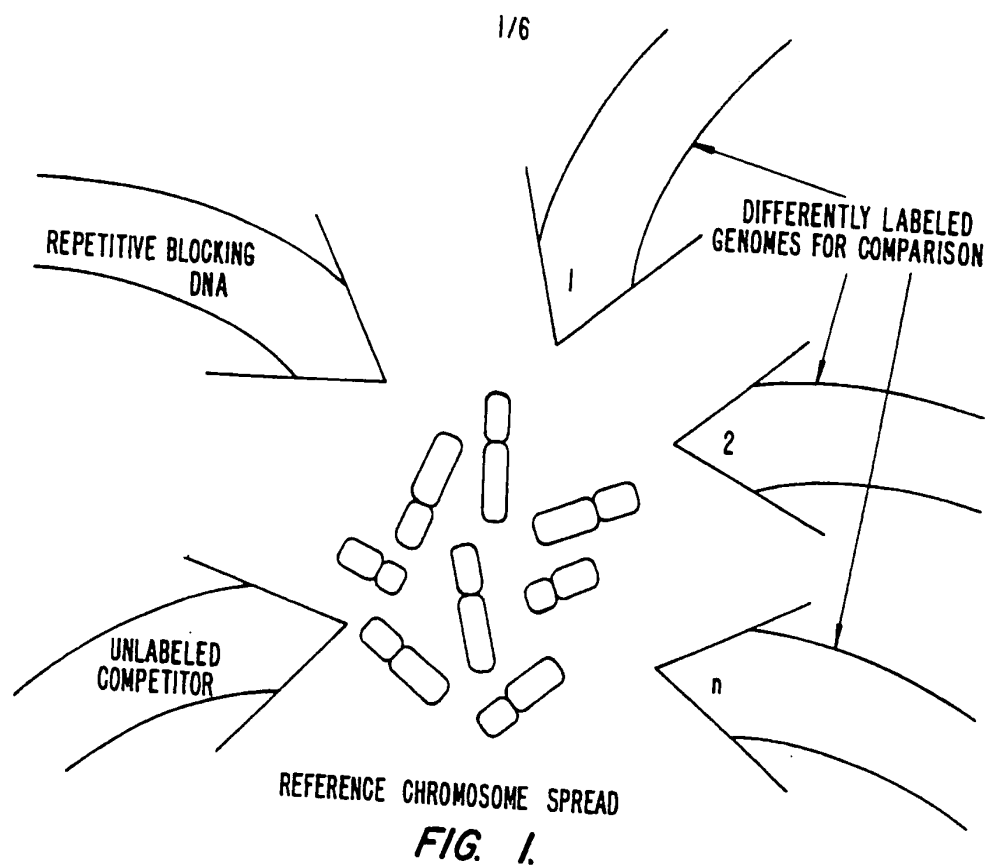 1/6
REPETITIVE BLOCKING
DNA
1
DIFFERENTLY LABELED
GENOMES FOR COMPARISON
2
UNLABELED
COMPETITOR
n
REFERENCE CHROMOSOME SPREAD
FIG. 1.